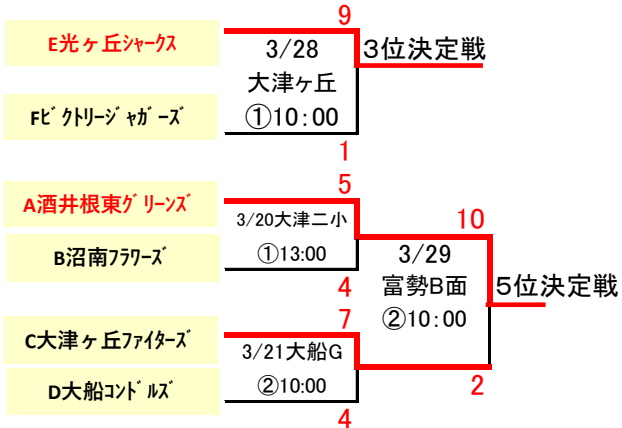 9
E光ヶ丘ｼｬｰｸｽ
3/28
3位決定戦
大津ヶ丘
Fﾋﾞｸﾄﾘｰｼﾞｬｶﾞｰｽﾞ
①10:00
1
5
A酒井根東ｸﾞﾘｰﾝｽﾞ
3/20大津二小
10
B沼南ﾌﾗﾜｰｽﾞ
①13:00
3/29
4
富勢B面
5位決定戦
7
②10:00
C大津ヶ丘ﾌｧｲﾀｰｽﾞ
3/21大船G
D大船ｺﾝﾄﾞﾙｽﾞ
②10:00
2
4